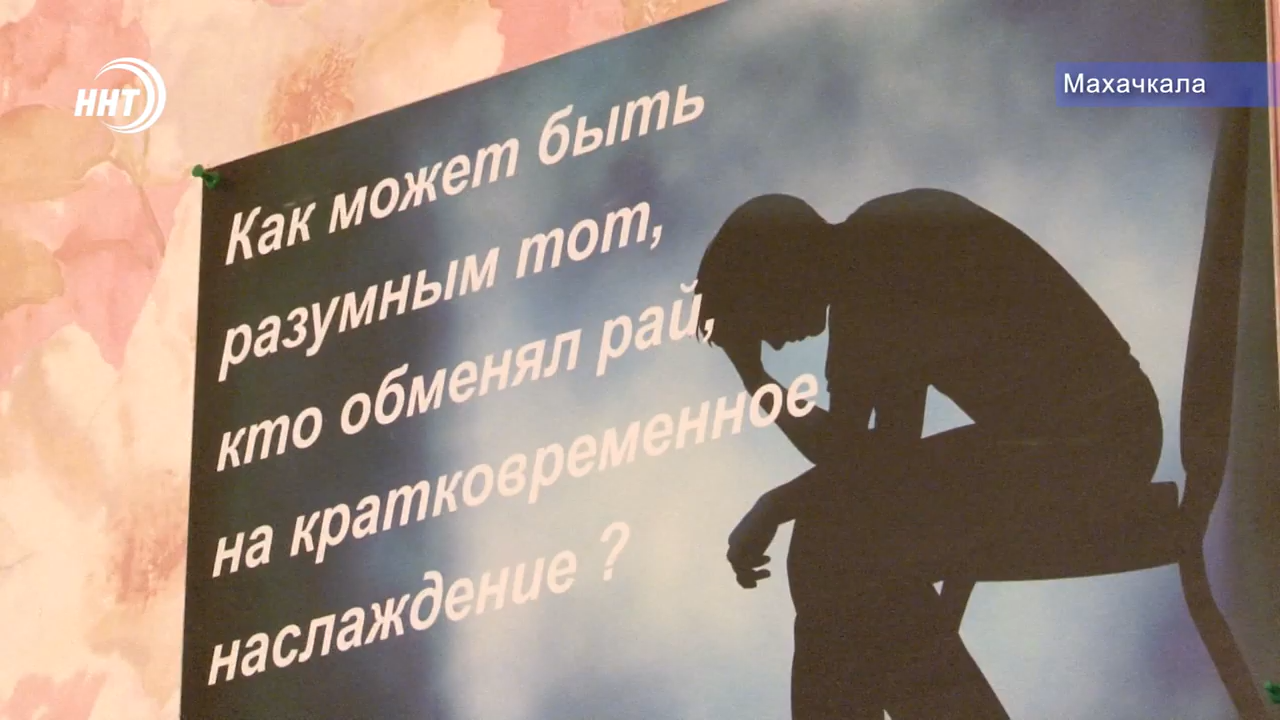 ННТ
Махачкала
Как может быть
разумным тот,
кто обменял рай,
на кратковременное
наслаждение ?